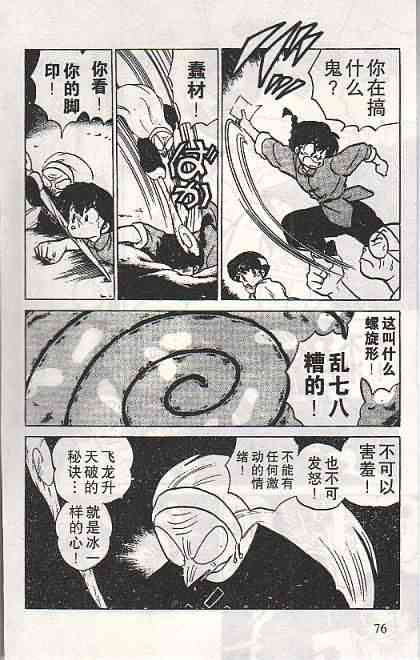 你在搞
什么
鬼？
蠢材！
ばか
你看！
你的脚
印！
这叫什么
螺旋形！
乱七八
糟的！
不可以
害羞！
也不可
发怒！
不能有
任何激
动的情
绪！
飞龙升
天破的
秘诀…
就是冰一
样的心！
76